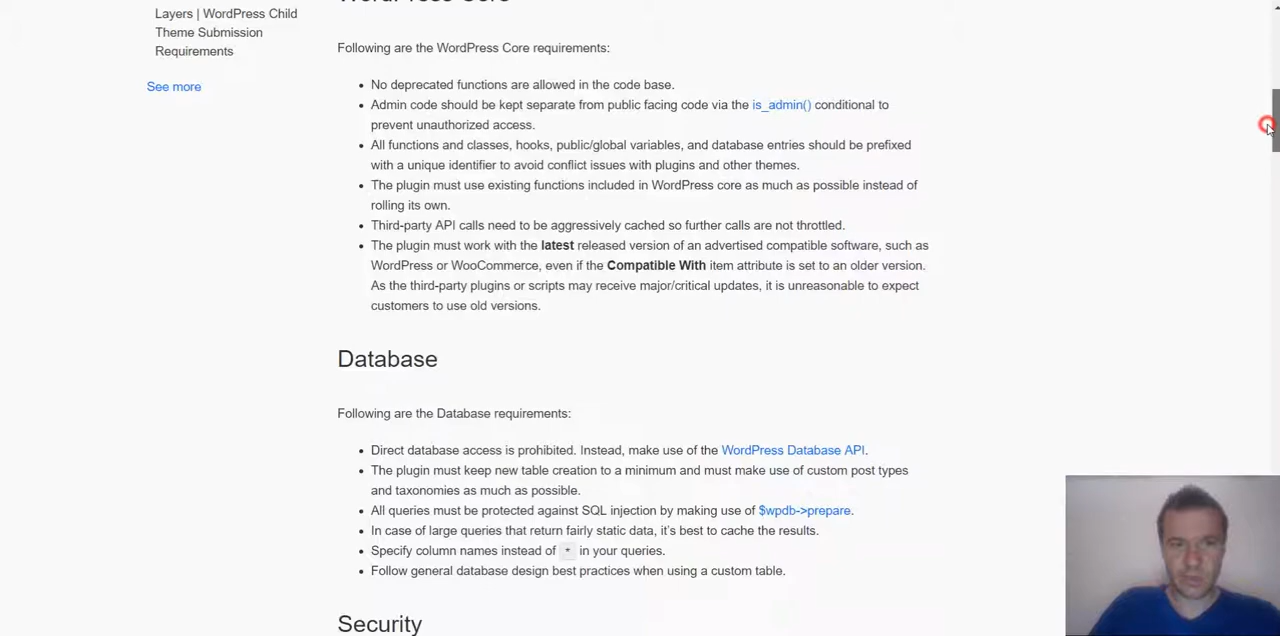 Layers | WordPress Child
Theme Submission
Requirements
See more
WordPress Core
Following are the WordPress Core requirements:
• No deprecated functions are allowed in the code base.
• Admin code should be kept separate from public facing code via the is_admin() conditional to
prevent unauthorized access.
• All functions and classes, hooks, public/global variables, and database entries should be prefixed
with a unique identifier to avoid conflict issues with plugins and other themes.
• The plugin must use existing functions included in WordPress core as much as possible instead of
rolling its own.
• Third-party API calls need to be aggressively cached so further calls are not throttled.
• The plugin must work with the latest released version of an advertised compatible software, such as
WordPress or WooCommerce, even if the Compatible With item attribute is set to an older version.
As the third-party plugins or scripts may receive major/critical updates, it is unreasonable to expect
customers to use old versions.
Database
Following are the Database requirements:
• Direct database access is prohibited. Instead, make use of the WordPress Database API.
• The plugin must keep new table creation to a minimum and must make use of custom post types
and taxonomies as much as possible.
• All queries must be protected against SQL injection by making use of $wpdb->prepare.
• In case of large queries that return fairly static data, it's best to cache the results.
• Specify column names instead of * in your queries.
• Follow general database design best practices when using a custom table.
Security